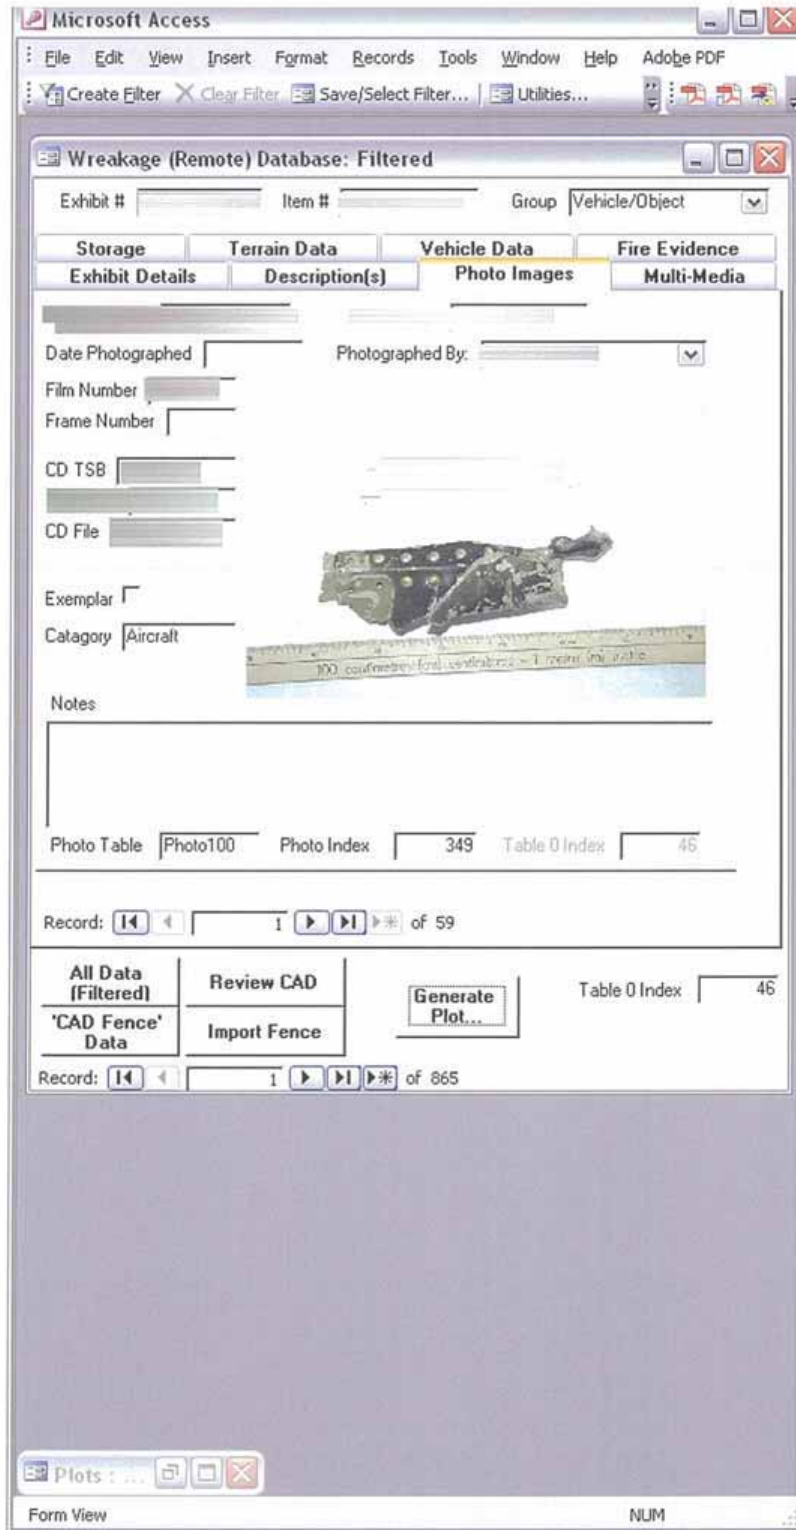 Microsoft Access
File Edit View Insert Format Records Tools Window Help Adobe PDF
Create Filter Clear Filter Save/Select Filter... Utilities...
Wreakage (Remote) Database: Filtered
Exhibit # Item # Group Vehicle/Object
Storage Terrain Data Vehicle Data Fire Evidence
Exhibit Details Description(s) Photo Images Multi-Media
Date Photographed Photographed By:
Film Number
Frame Number
CD TSB
CD File
Exemplar
Catagory Aircraft
100 centimetres 1 metre
Notes
Photo Table Photo100 Photo Index 349 Table 0 Index 46
Record: 1 of 59
All Data (Filtered) Review CAD Generate Plot... Table 0 Index 46
'CAD Fence' Data Import Fence
Record: 1 of 865
Plots : ...
Form View NUM